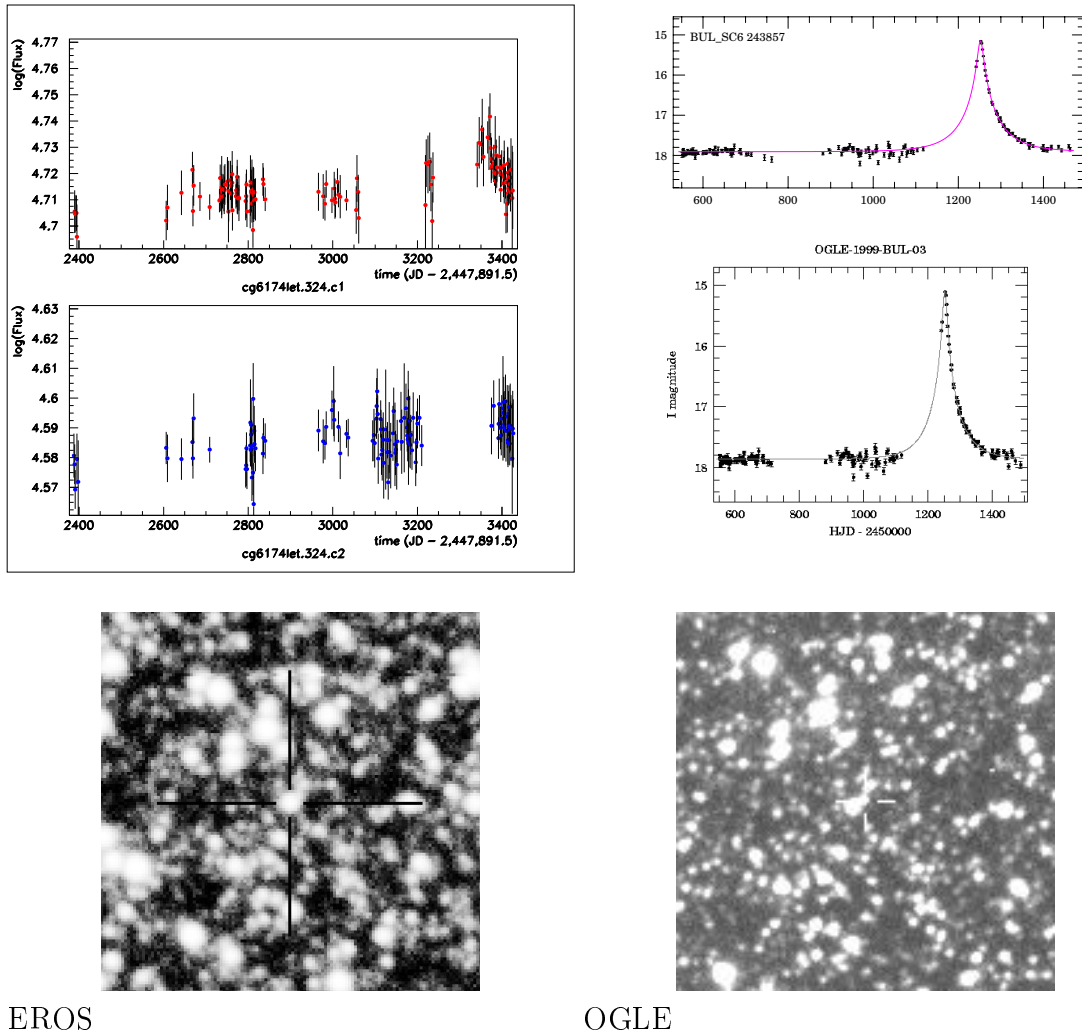 log(Flux)
4.77
4.76
4.75
4.74
4.73
4.72
4.71
4.7
2400 2600 2800 3000 3200 3400
time (JD - 2,447,891.5)
cg6174let.324.c1
log(Flux)
4.63
4.62
4.61
4.6
4.59
4.58
4.57
2400 2600 2800 3000 3200 3400
time (JD - 2,447,891.5)
cg6174let.324.c2
BUL_SC6 243857
15
16
17
18
600 800 1000 1200 1400
OGLE-1999-BUL-03
I magnitude
15
16
17
18
600 800 1000 1200 1400
HJD - 2450000
EROS
OGLE